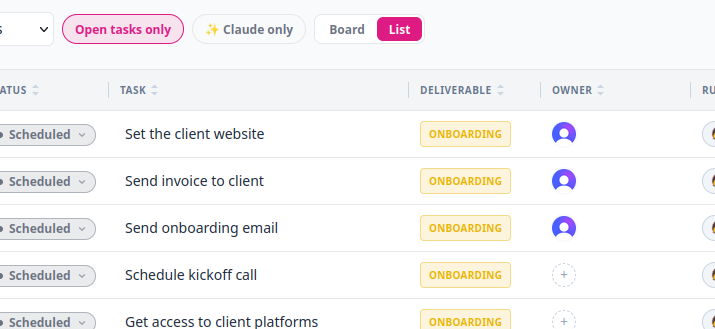 Open tasks only ✨ Claude only Board List
ATUS TASK DELIVERABLE OWNER RU
Scheduled Set the client website ONBOARDING
Scheduled Send invoice to client ONBOARDING
Scheduled Send onboarding email ONBOARDING
Scheduled Schedule kickoff call ONBOARDING +
Scheduled Get access to client platforms ONBOARDING +